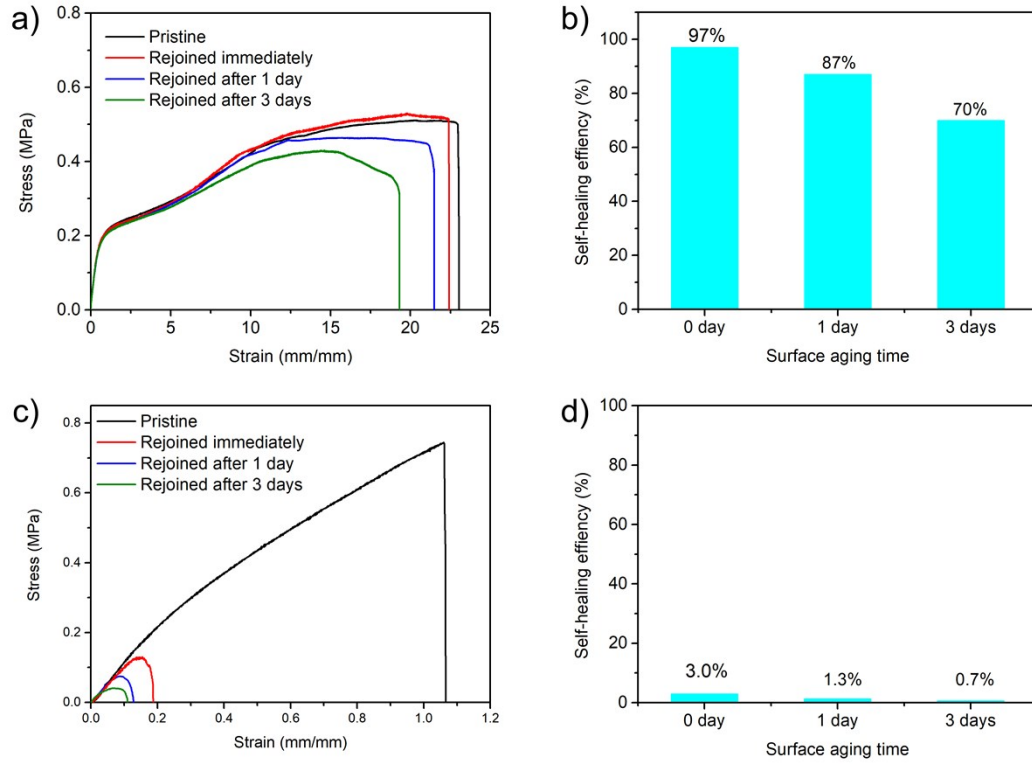 a)
Stress (MPa)
0.8
0.6
0.4
0.2
0.0
Pristine
Rejoined immediately
Rejoined after 1 day
Rejoined after 3 days
0 5 10 15 20 25
Strain (mm/mm)
b)
Self-healing effiency (%)
100
80
60
40
20
0
97%
87%
70%
0 day 1 day 3 days
Surface aging time
c)
Stress (MPa)
0.8
0.6
0.4
0.2
0.0
Pristine
Rejoined immediately
Rejoined after 1 day
Rejoined after 3 days
0.0 0.2 0.4 0.6 0.8 1.0 1.2
Strain (mm/mm)
d)
Self-healing effiency (%)
100
80
60
40
20
0
3.0%
1.3%
0.7%
0 day 1 day 3 days
Surface aging time